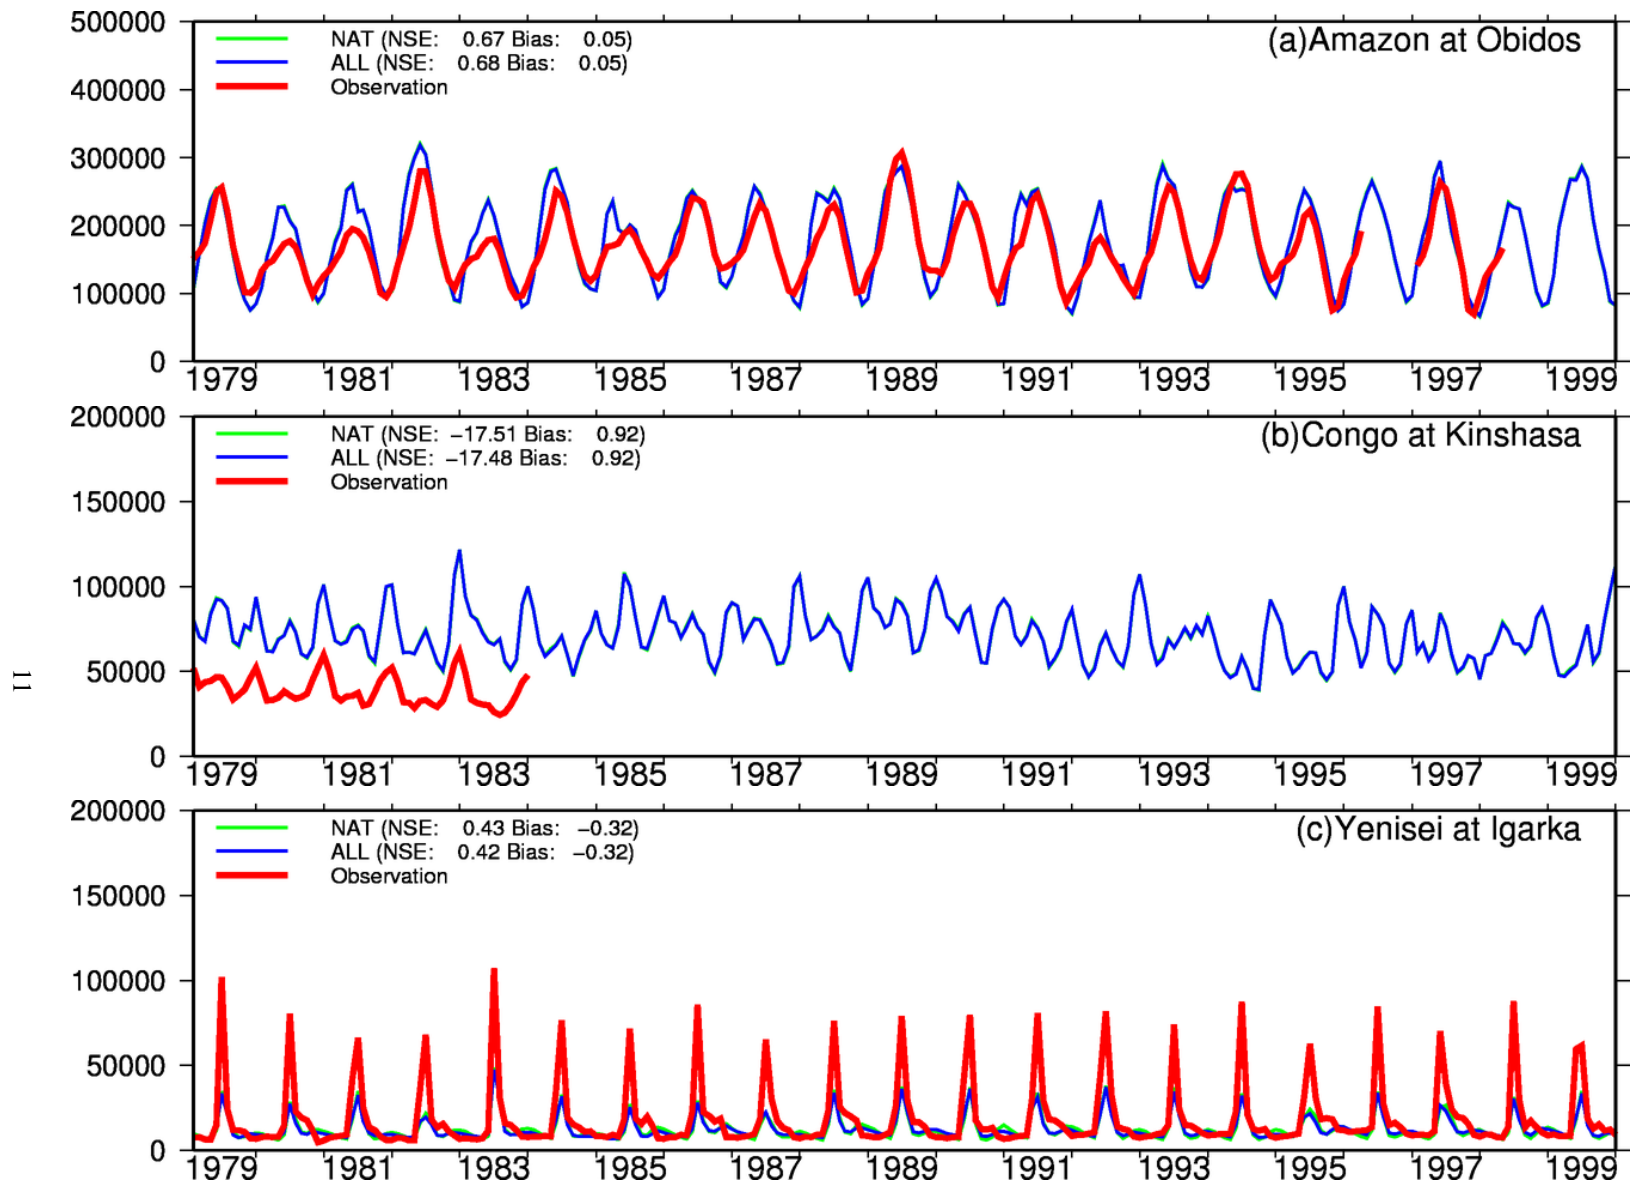 500000
400000
300000
200000
100000
0
NAT (NSE: 0.67 Bias: 0.05)
ALL (NSE: 0.68 Bias: 0.05)
Observation
(a)Amazon at Obidos
1979 1981 1983 1985 1987 1989 1991 1993 1995 1997 1999
200000
150000
100000
50000
0
NAT (NSE: −17.51 Bias: 0.92)
ALL (NSE: −17.48 Bias: 0.92)
Observation
(b)Congo at Kinshasa
1979 1981 1983 1985 1987 1989 1991 1993 1995 1997 1999
11
200000
150000
100000
50000
0
NAT (NSE: 0.43 Bias: −0.32)
ALL (NSE: 0.42 Bias: −0.32)
Observation
(c)Yenisei at Igarka
1979 1981 1983 1985 1987 1989 1991 1993 1995 1997 1999